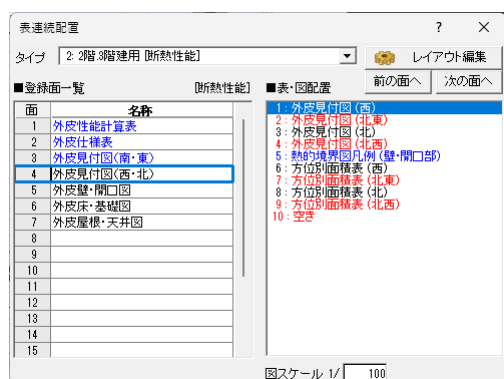 表連続配置 ? ×
タイプ 2: 2階.3階建用 [断熱性能] レイアウト編集
■登録面一覧 [断熱性能] ■表・図配置 前の面へ 次の面へ
面 名称
1 外皮性能計算表
2 外皮仕様表
3 外皮見付図(南・東)
4 外皮見付図(西・北)
5 外皮壁・開口図
6 外皮床・基礎図
7 外皮屋根・天井図
8
9
10
11
12
13
14
15
1: 外皮見付図 (西)
2: 外皮見付図 (北東)
3: 外皮見付図 (北)
4: 外皮見付図 (北西)
5: 熱的境界図凡例 (壁・開口部)
6: 方位別面積表 (西)
7: 方位別面積表 (北東)
8: 方位別面積表 (北)
9: 方位別面積表 (北西)
10: 空き
図スケール 1/ 100